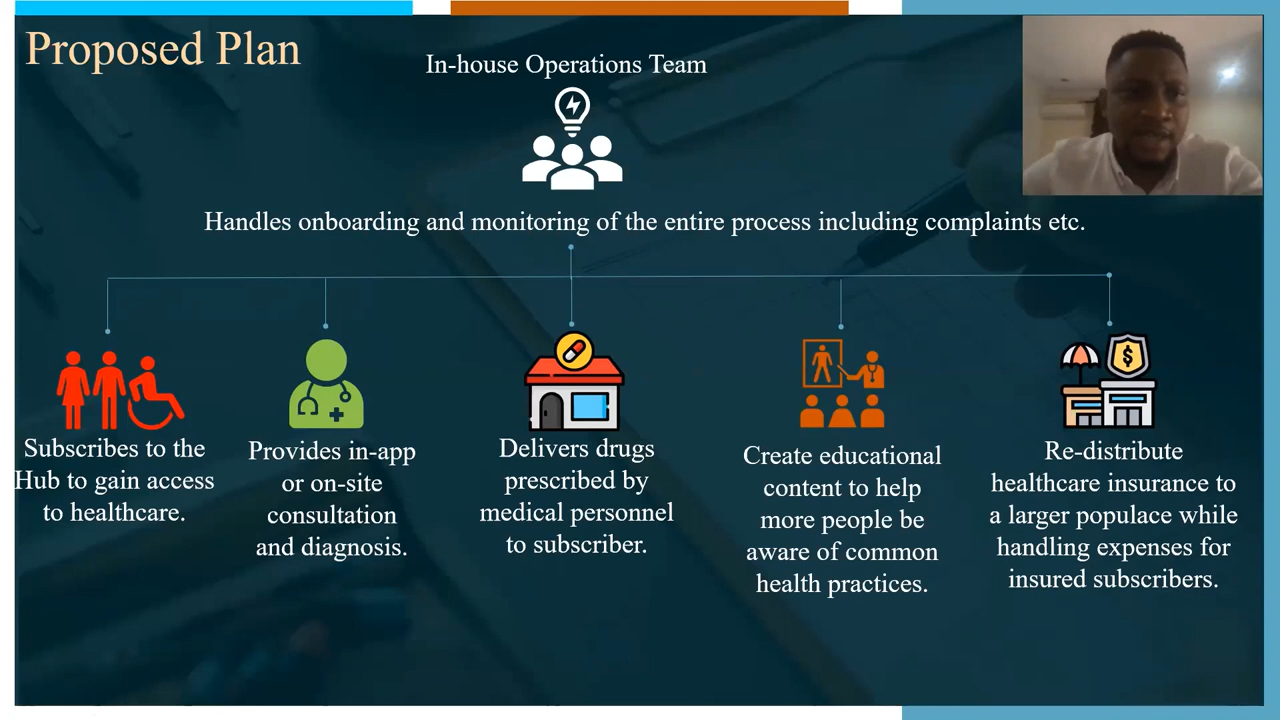 Proposed Plan
In-house Operations Team
Handles onboarding and monitoring of the entire process including complaints etc.
Subscribes to the
Hub to gain access
to healthcare.
Provides in-app
or on-site
consultation
and diagnosis.
Delivers drugs
prescribed by
medical personnel
to subscriber.
Create educational
content to help
more people be
aware of common
health practices.
$
Re-distribute
healthcare insurance to
a larger populace while
handling expenses for
insured subscribers.